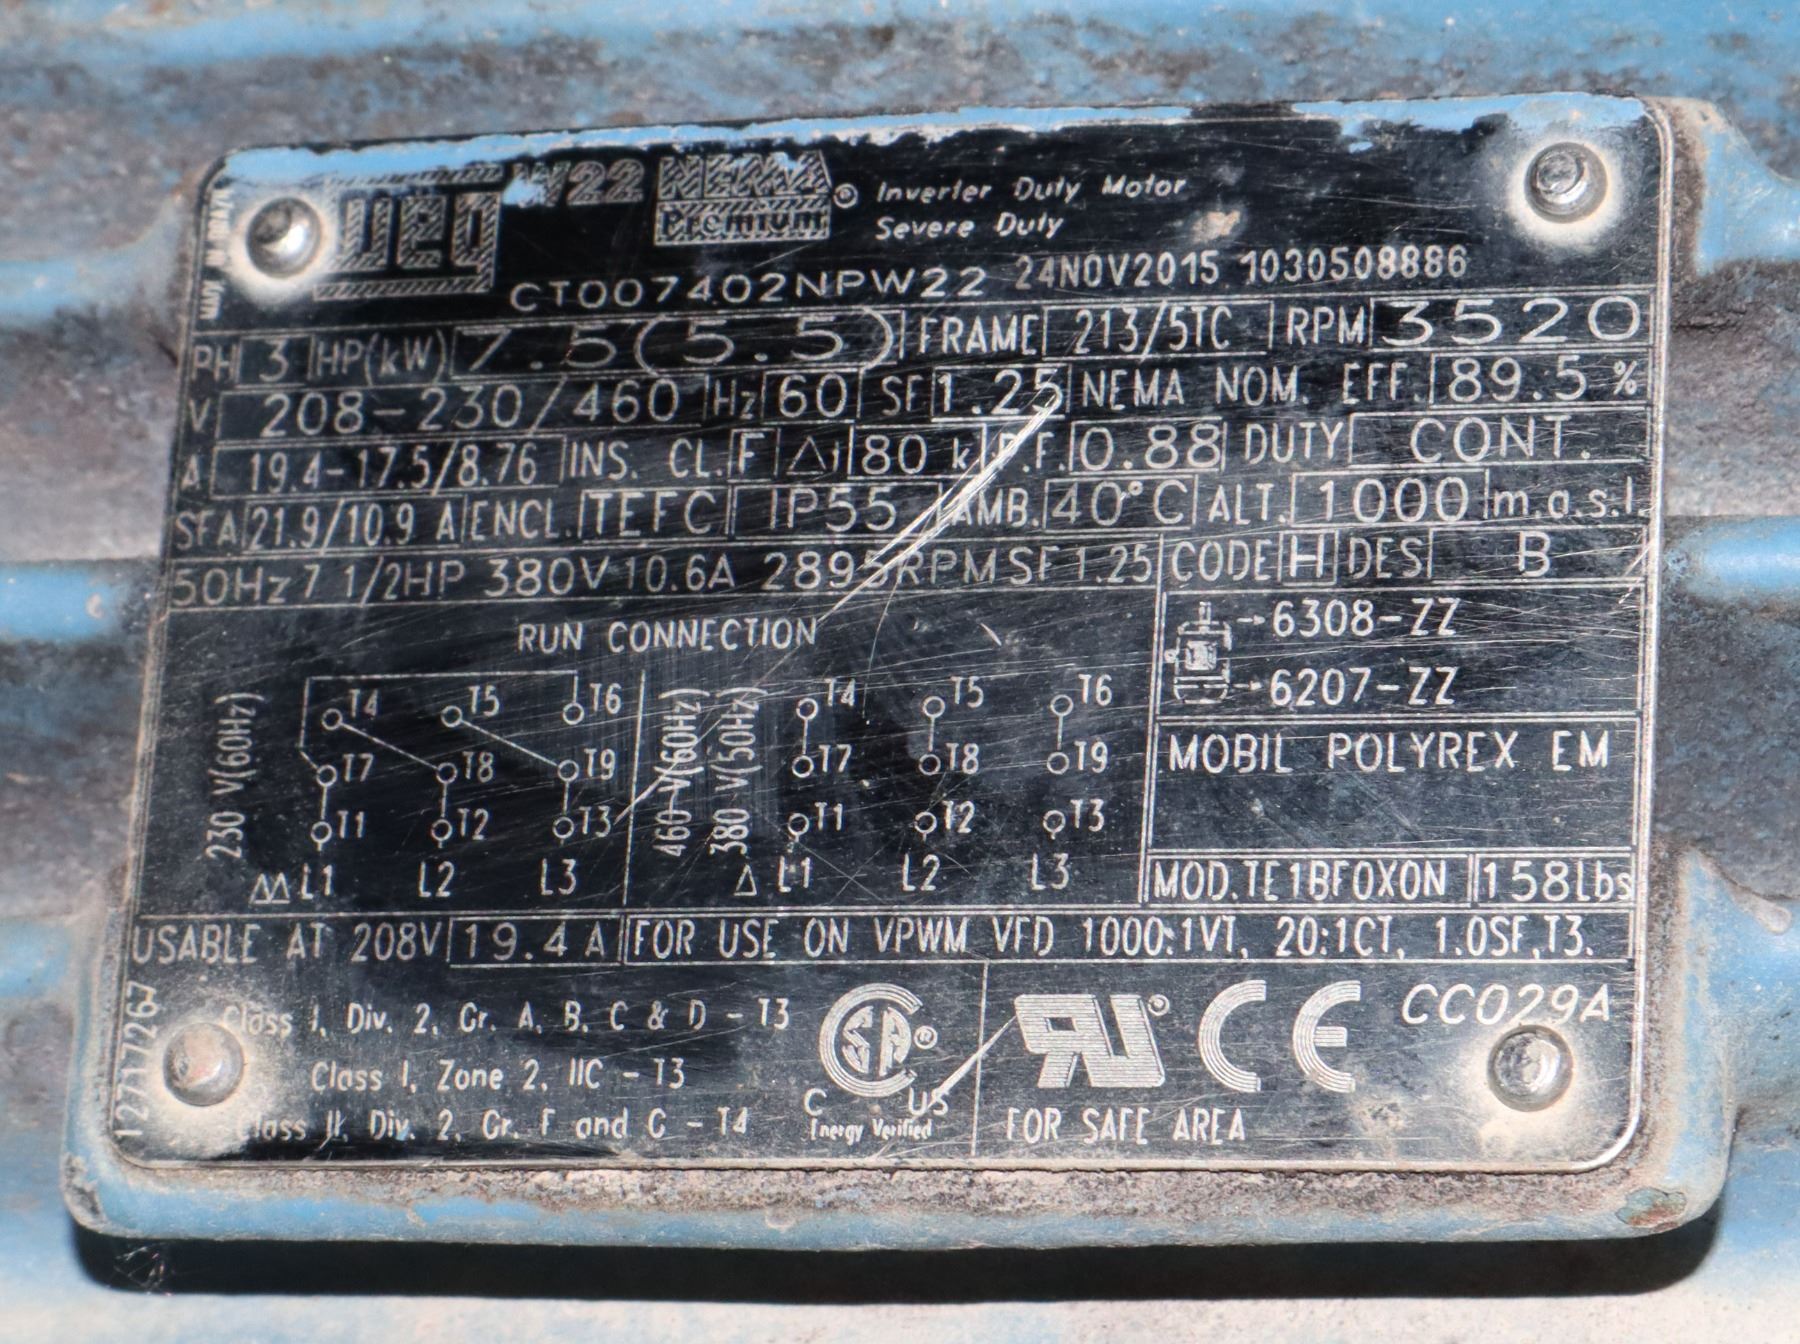 weg W22 NEMA Premium® Inverter Duty Motor
Severe Duty
CT007402NPW22 24NOV2015 1030508886
PH 3 HP(kW) 7.5(5.5) FRAME 213/5TC RPM 3520
V 208-230/460 Hz 60 SF 1.25 NEMA NOM. EFF. 89.5 %
A 19.4-17.5/8.76 INS. CL. F Δt 80 k P.F. 0.88 DUTY CONT.
SFA 21.9/10.9 A ENCL. TEFC IP55 AMB. 40°C ALT. 1000 m.a.s.l.
50Hz 7 1/2HP 380V 10.6A 2895RPM SF 1.25 CODE H DES B
RUN CONNECTION
230 V(60Hz)
T4 T5 T6
T7 T8 T9
T1 T2 T3
ΔΔ L1 L2 L3
460 V(60Hz)
380 V(50Hz)
T4 T5 T6
T7 T8 T9
T1 T2 T3
Δ L1 L2 L3
6308-ZZ
6207-ZZ
MOBIL POLYREX EM
MOD.TE1BF0X0N 158Lbs
USABLE AT 208V 19.4 A FOR USE ON VPWM VFD 1000:1VT, 20:1CT, 1.0SF,T3.
12717267
Class I, Div. 2, Gr. A, B, C & D - T3
Class I, Zone 2, IIC - T3
Class II, Div. 2, Gr. F and G - T4
SA®
C US
Energy Verified
RU® CE CC029A
FOR SAFE AREA